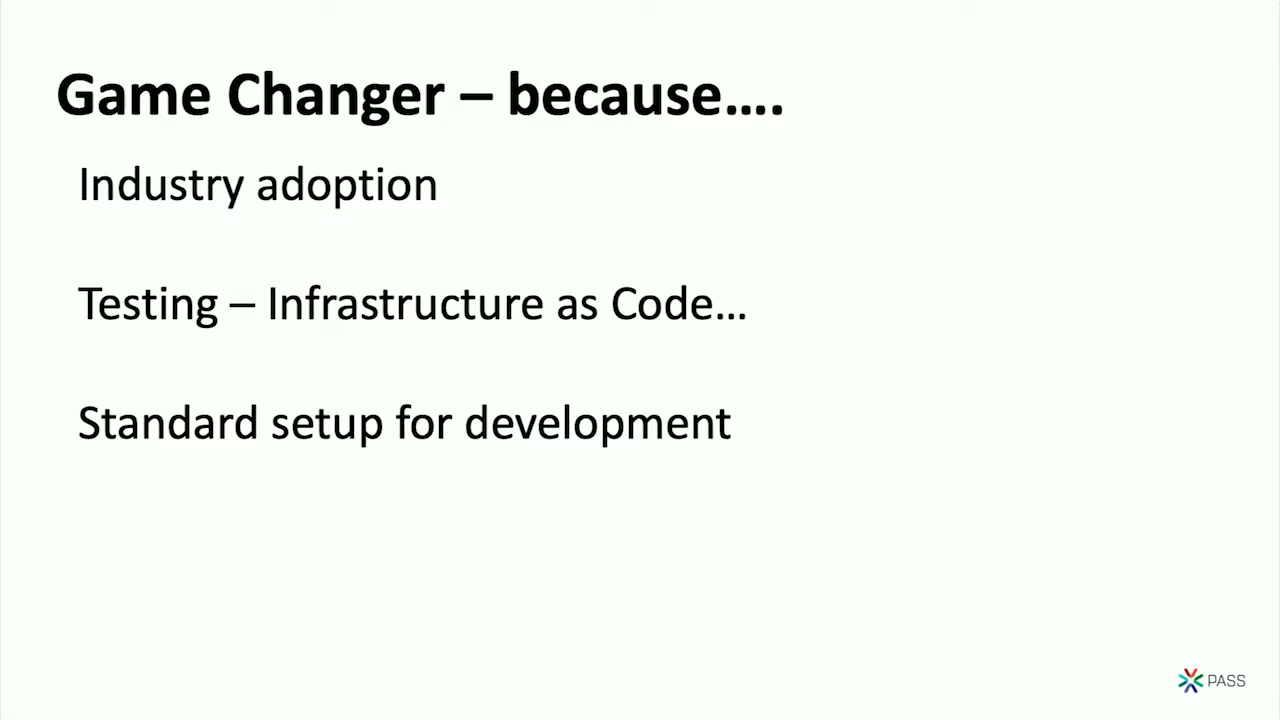 Game Changer – because….
Industry adoption
Testing – Infrastructure as Code…
Standard setup for development
PASS